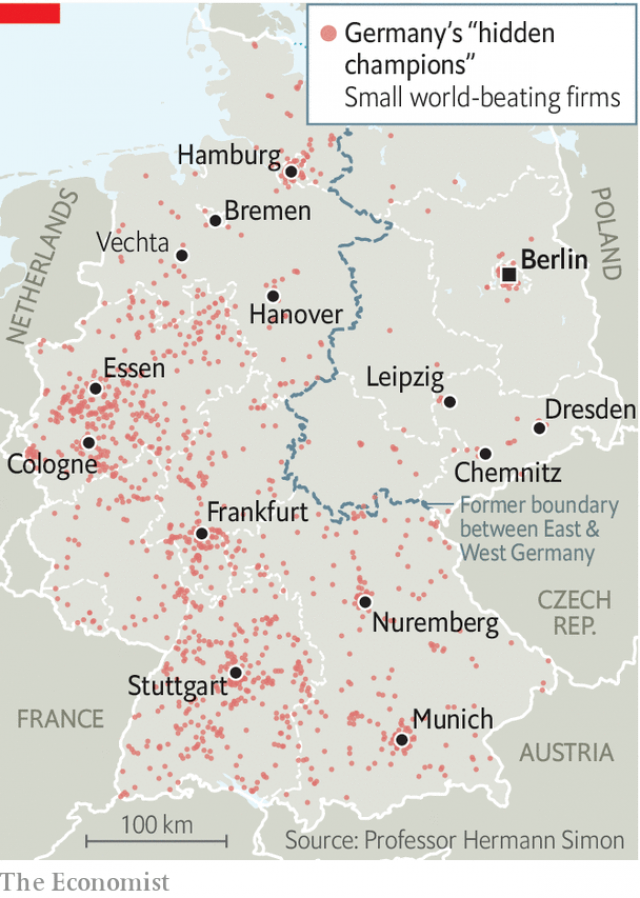 Germany's “hidden
champions”
Small world-beating firms
Hamburg
Bremen
Vechta
NETHERLANDS
POLAND
Berlin
Hanover
Essen
Leipzig
Dresden
Cologne
Chemnitz
Former boundary
between East &
West Germany
Frankfurt
CZECH
REP.
Nuremberg
Stuttgart
FRANCE
Munich
AUSTRIA
100 km
Source: Professor Hermann Simon
The Economist